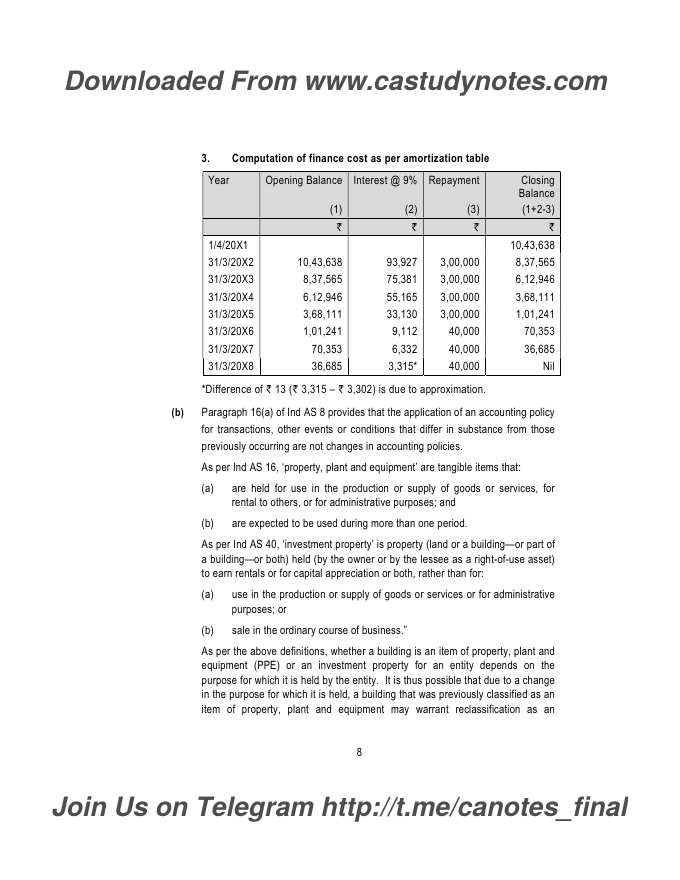 Downloaded From www.castudynotes.com
3. Computation of finance cost as per amortization table
Year Opening Balance Interest @ 9% Repayment Closing
Balance
(1) (2) (3) (1+2-3)
₹ ₹ ₹ ₹
1/4/20X1 10,43,638
31/3/20X2 10,43,638 93,927 3,00,000 8,37,565
31/3/20X3 8,37,565 75,381 3,00,000 6,12,946
31/3/20X4 6,12,946 55,165 3,00,000 3,68,111
31/3/20X5 3,68,111 33,130 3,00,000 1,01,241
31/3/20X6 1,01,241 9,112 40,000 70,353
31/3/20X7 70,353 6,332 40,000 36,685
31/3/20X8 36,685 3,315* 40,000 Nil
*Difference of ₹ 13 (₹ 3,315 – ₹ 3,302) is due to approximation.
(b) Paragraph 16(a) of Ind AS 8 provides that the application of an accounting policy
for transactions, other events or conditions that differ in substance from those
previously occurring are not changes in accounting policies.
As per Ind AS 16, ‘property, plant and equipment’ are tangible items that:
(a) are held for use in the production or supply of goods or services, for
rental to others, or for administrative purposes; and
(b) are expected to be used during more than one period.
As per Ind AS 40, ‘investment property’ is property (land or a building—or part of
a building—or both) held (by the owner or by the lessee as a right-of-use asset)
to earn rentals or for capital appreciation or both, rather than for:
(a) use in the production or supply of goods or services or for administrative
purposes; or
(b) sale in the ordinary course of business.”
As per the above definitions, whether a building is an item of property, plant and
equipment (PPE) or an investment property for an entity depends on the
purpose for which it is held by the entity. It is thus possible that due to a change
in the purpose for which it is held, a building that was previously classified as an
item of property, plant and equipment may warrant reclassification as an
8
Join Us on Telegram http://t.me/canotes_final